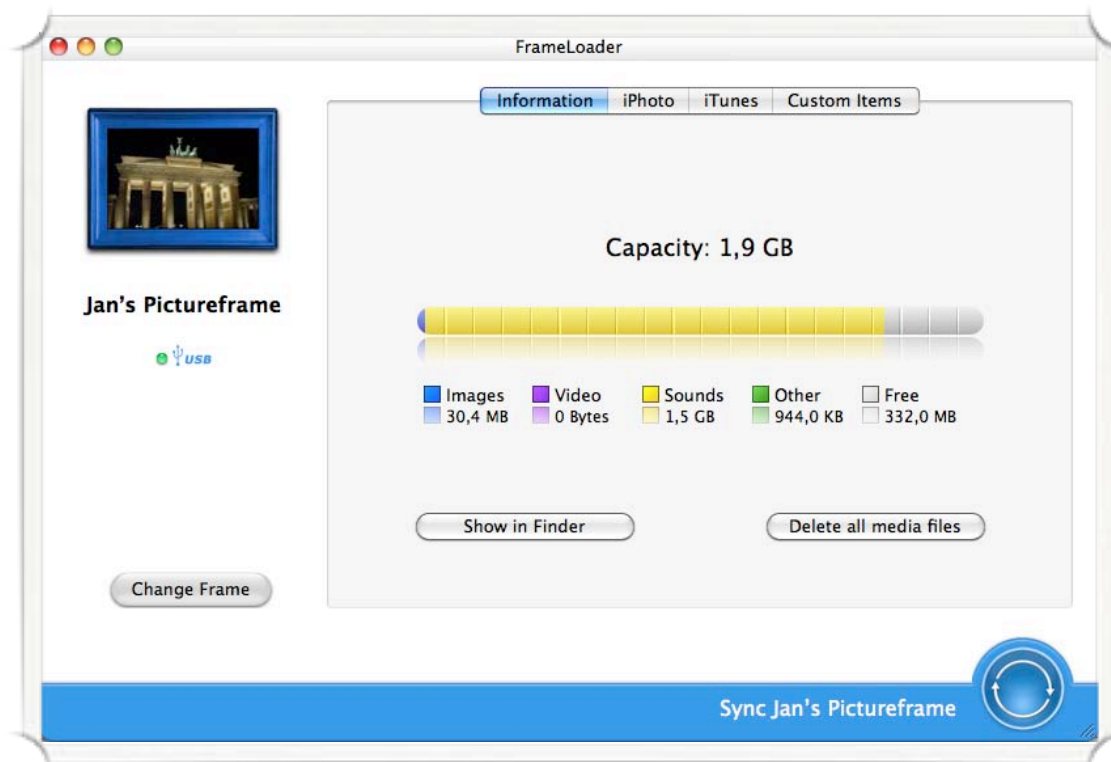 FrameLoader
Information iPhoto iTunes Custom Items
Capacity: 1,9 GB
Jan's Pictureframe
USB
Images Video Sounds Other Free
30,4 MB 0 Bytes 1,5 GB 944,0 KB 332,0 MB
Show in Finder Delete all media files
Change Frame
Sync Jan's Pictureframe